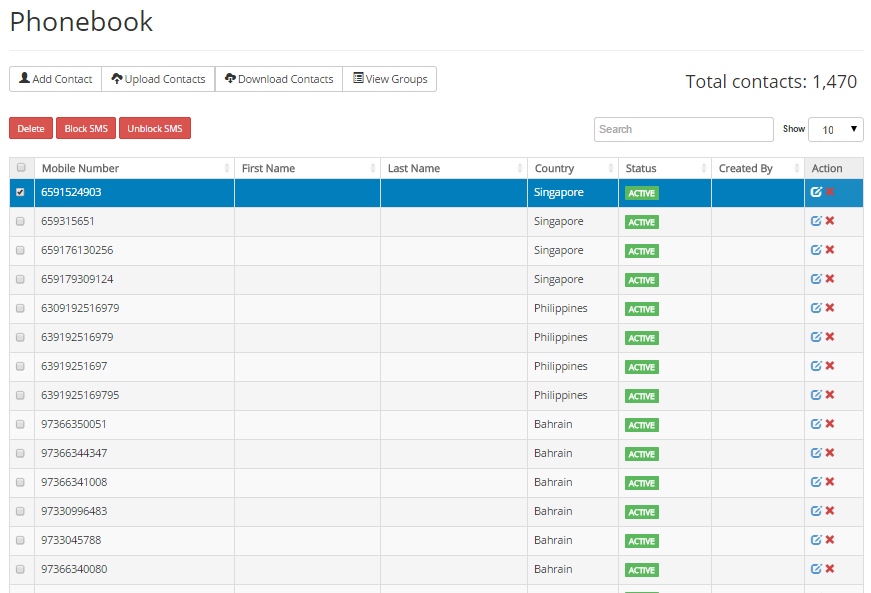 Phonebook
Add Contact Upload Contacts Download Contacts View Groups
Total contacts: 1,470
Delete Block SMS Unblock SMS
Search Show 10
Mobile Number First Name Last Name Country Status Created By Action
6591524903 Singapore ACTIVE
659315651 Singapore ACTIVE
659176130256 Singapore ACTIVE
659179309124 Singapore ACTIVE
6309192516979 Philippines ACTIVE
639192516979 Philippines ACTIVE
63919251697 Philippines ACTIVE
6391925169795 Philippines ACTIVE
97366350051 Bahrain ACTIVE
97366344347 Bahrain ACTIVE
97366341008 Bahrain ACTIVE
97330996483 Bahrain ACTIVE
9733045788 Bahrain ACTIVE
97366340080 Bahrain ACTIVE